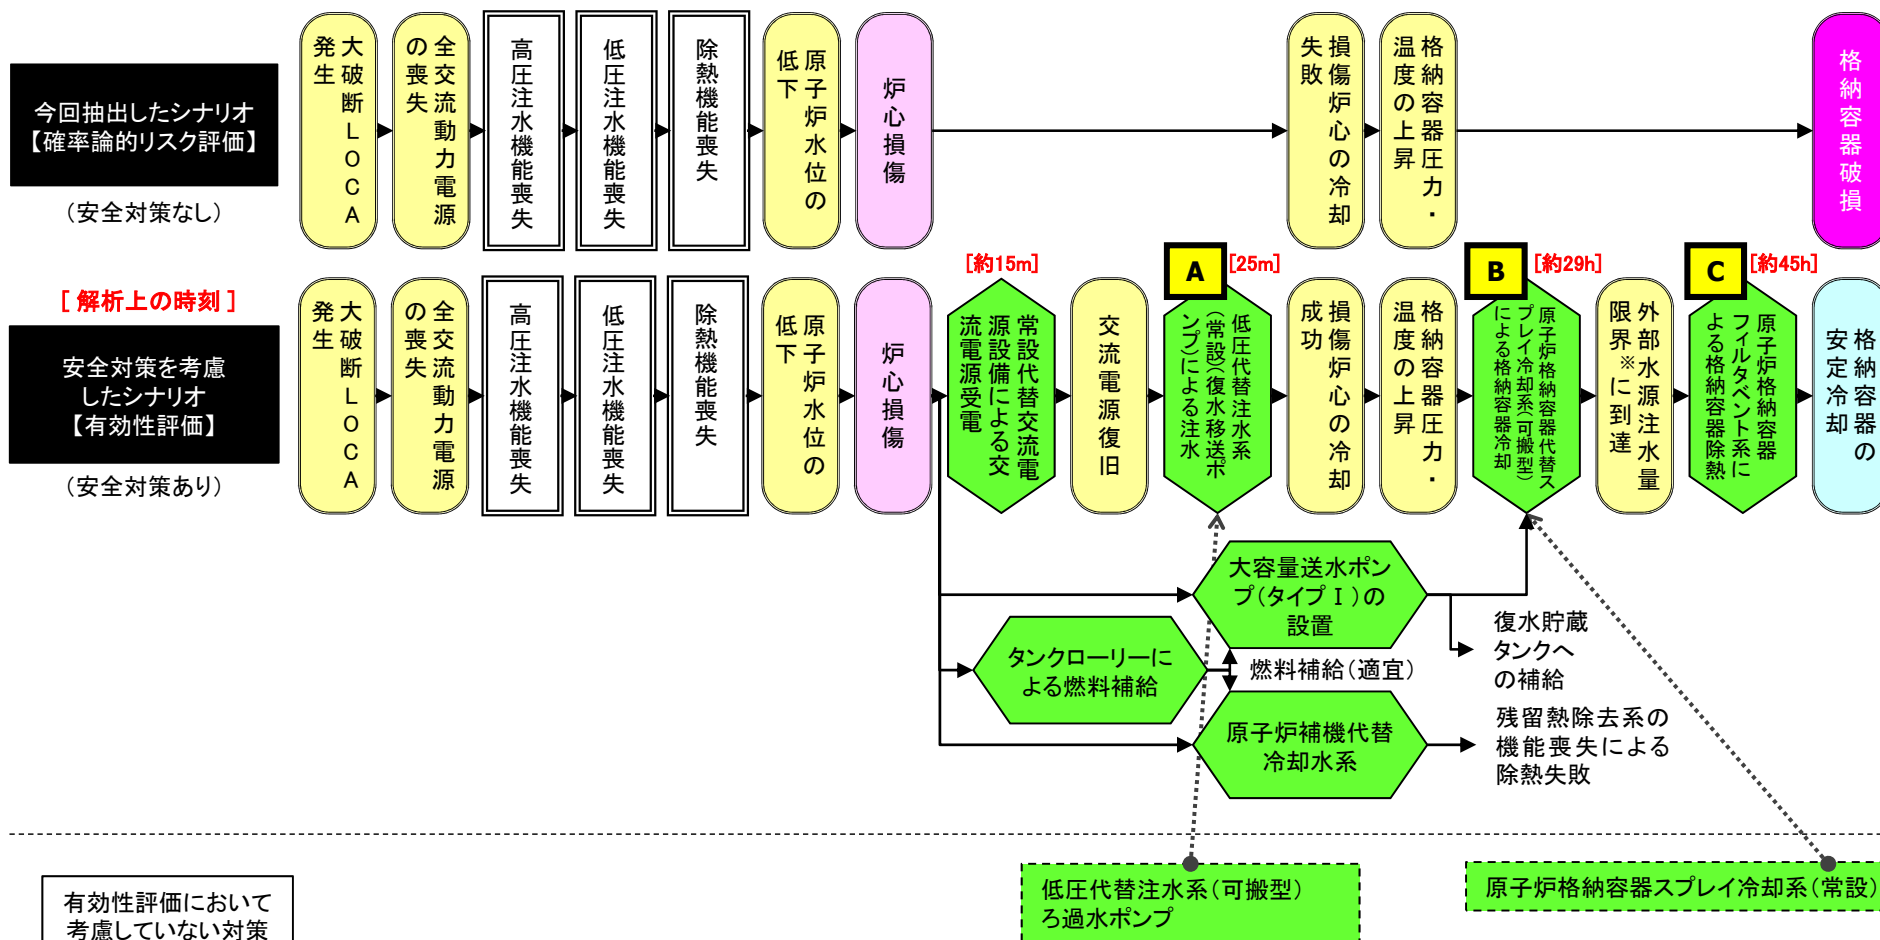 今回抽出したシナリオ
【確率論的リスク評価】
（安全対策なし）
大破断LOCA
発生
全交流動力電源
の喪失
高圧注水機能喪失
低圧注水機能喪失
除熱機能喪失
原子炉水位の
低下
炉心損傷
損傷炉心の冷却
失敗
格納容器圧力・
温度の上昇
格納容器破損
[ 解析上の時刻 ]
安全対策を考慮
したシナリオ
【有効性評価】
（安全対策あり）
大破断LOCA
発生
全交流動力電源
の喪失
高圧注水機能喪失
低圧注水機能喪失
除熱機能喪失
原子炉水位の
低下
炉心損傷
[約15m]
常設代替交流電
源設備による交
流電源受電
交流電源復旧
A
[25m]
低圧代替注水系
（常設）（復水移送ポ
ンプ）による注水
損傷炉心の冷却
成功
格納容器圧力・
温度の上昇
B
[約29h]
原子炉格納容器代替ス
プレイ冷却系（可搬型）
による格納容器冷却
外部水源注水量
限界※に到達
C
[約45h]
原子炉格納容器
フィルタベント系に
よる格納容器除熱
格納容器の
安定冷却
大容量送水ポン
プ（タイプⅠ）の
設置
復水貯蔵
タンクへ
の補給
タンクローリーに
よる燃料補給
燃料補給（適宜）
原子炉補機代替
冷却水系
残留熱除去系の
機能喪失による
除熱失敗
有効性評価において
考慮していない対策
低圧代替注水系（可搬型）
ろ過水ポンプ
原子炉格納容器スプレイ冷却系（常設）